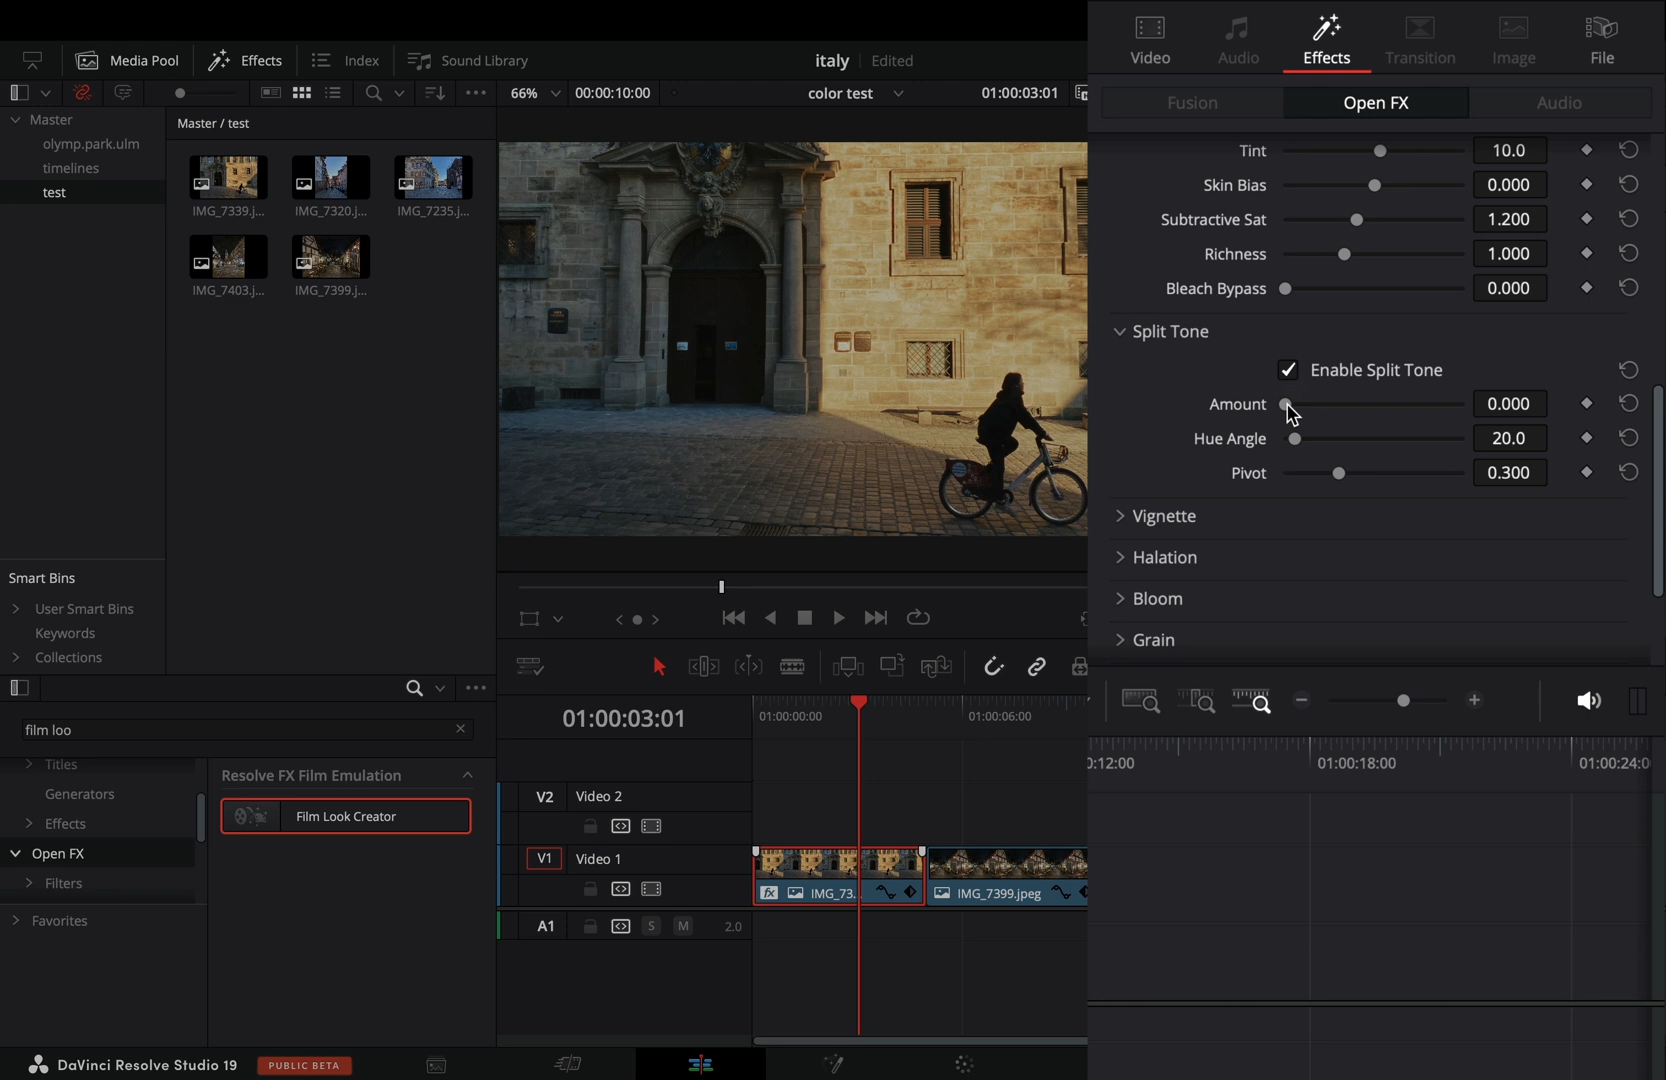 Media Pool
Effects
Index
Sound Library
italy
Edited
66%
00:00:10:00
color test
01:00:03:01
Master
olymp.park.ulm
timelines
test
Master / test
IMG_7339.j...
IMG_7320.j...
IMG_7235.j...
IMG_7403.j...
IMG_7399.j...
Smart Bins
User Smart Bins
Keywords
Collections
film loo
Titles
Generators
Effects
Open FX
Filters
Favorites
Resolve FX Film Emulation
Film Look Creator
01:00:03:01
01:00:00:00
01:00:06:00
V2 Video 2
V1 Video 1
fx IMG_73.
IMG_7399.jpeg
A1 S M 2.0
Video
Audio
Effects
Transition
Image
File
Fusion
Open FX
Audio
Tint 10.0
Skin Bias 0.000
Subtractive Sat 1.200
Richness 1.000
Bleach Bypass 0.000
Split Tone
Enable Split Tone
Amount 0.000
Hue Angle 20.0
Pivot 0.300
Vignette
Halation
Bloom
Grain
0:12:00
01:00:18:00
01:00:24:0
DaVinci Resolve Studio 19
PUBLIC BETA